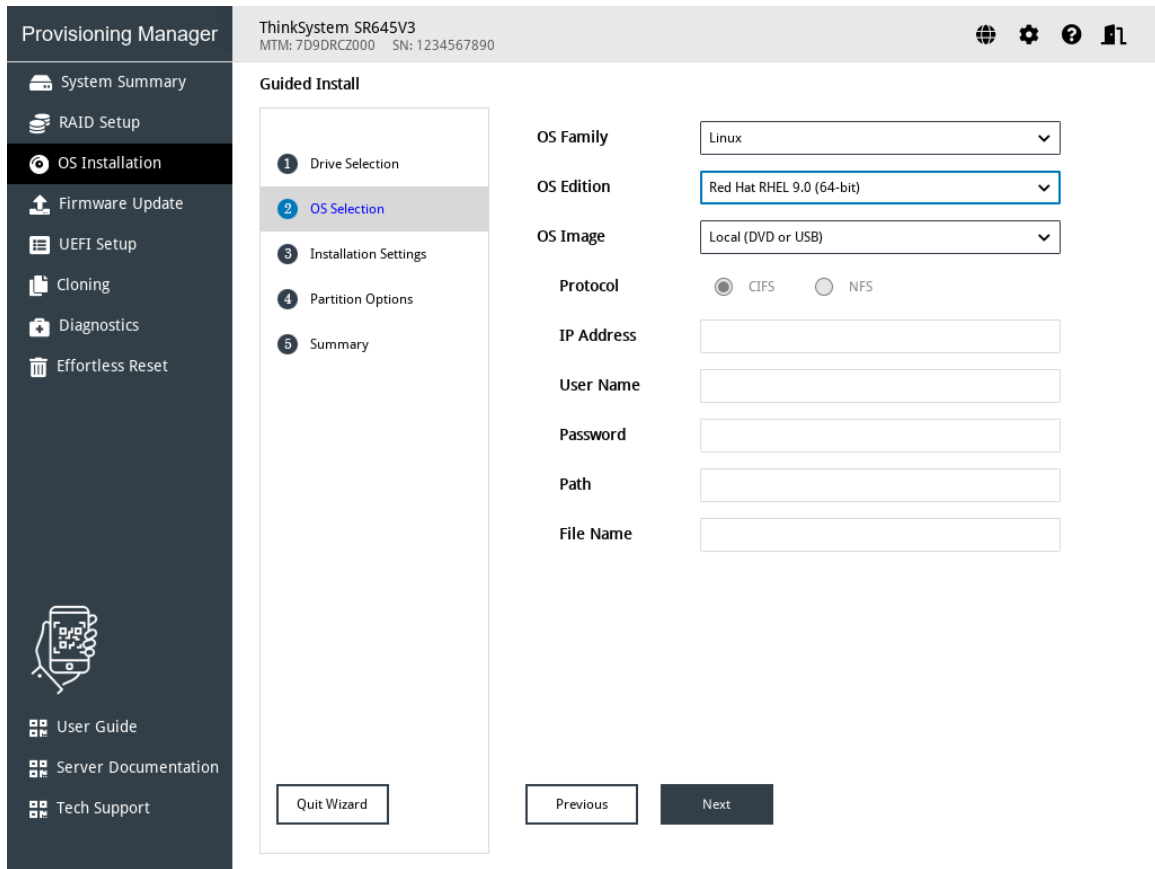 Provisioning Manager
ThinkSystem SR645V3
MTM: 7D9DRCZ000 SN: 1234567890
System Summary
RAID Setup
OS Installation
Firmware Update
UEFI Setup
Cloning
Diagnostics
Effortless Reset
User Guide
Server Documentation
Tech Support
Guided Install
1 Drive Selection
2 OS Selection
3 Installation Settings
4 Partition Options
5 Summary
Quit Wizard
OS Family Linux
OS Edition Red Hat RHEL 9.0 (64-bit)
OS Image Local (DVD or USB)
Protocol CIFS NFS
IP Address
User Name
Password
Path
File Name
Previous Next